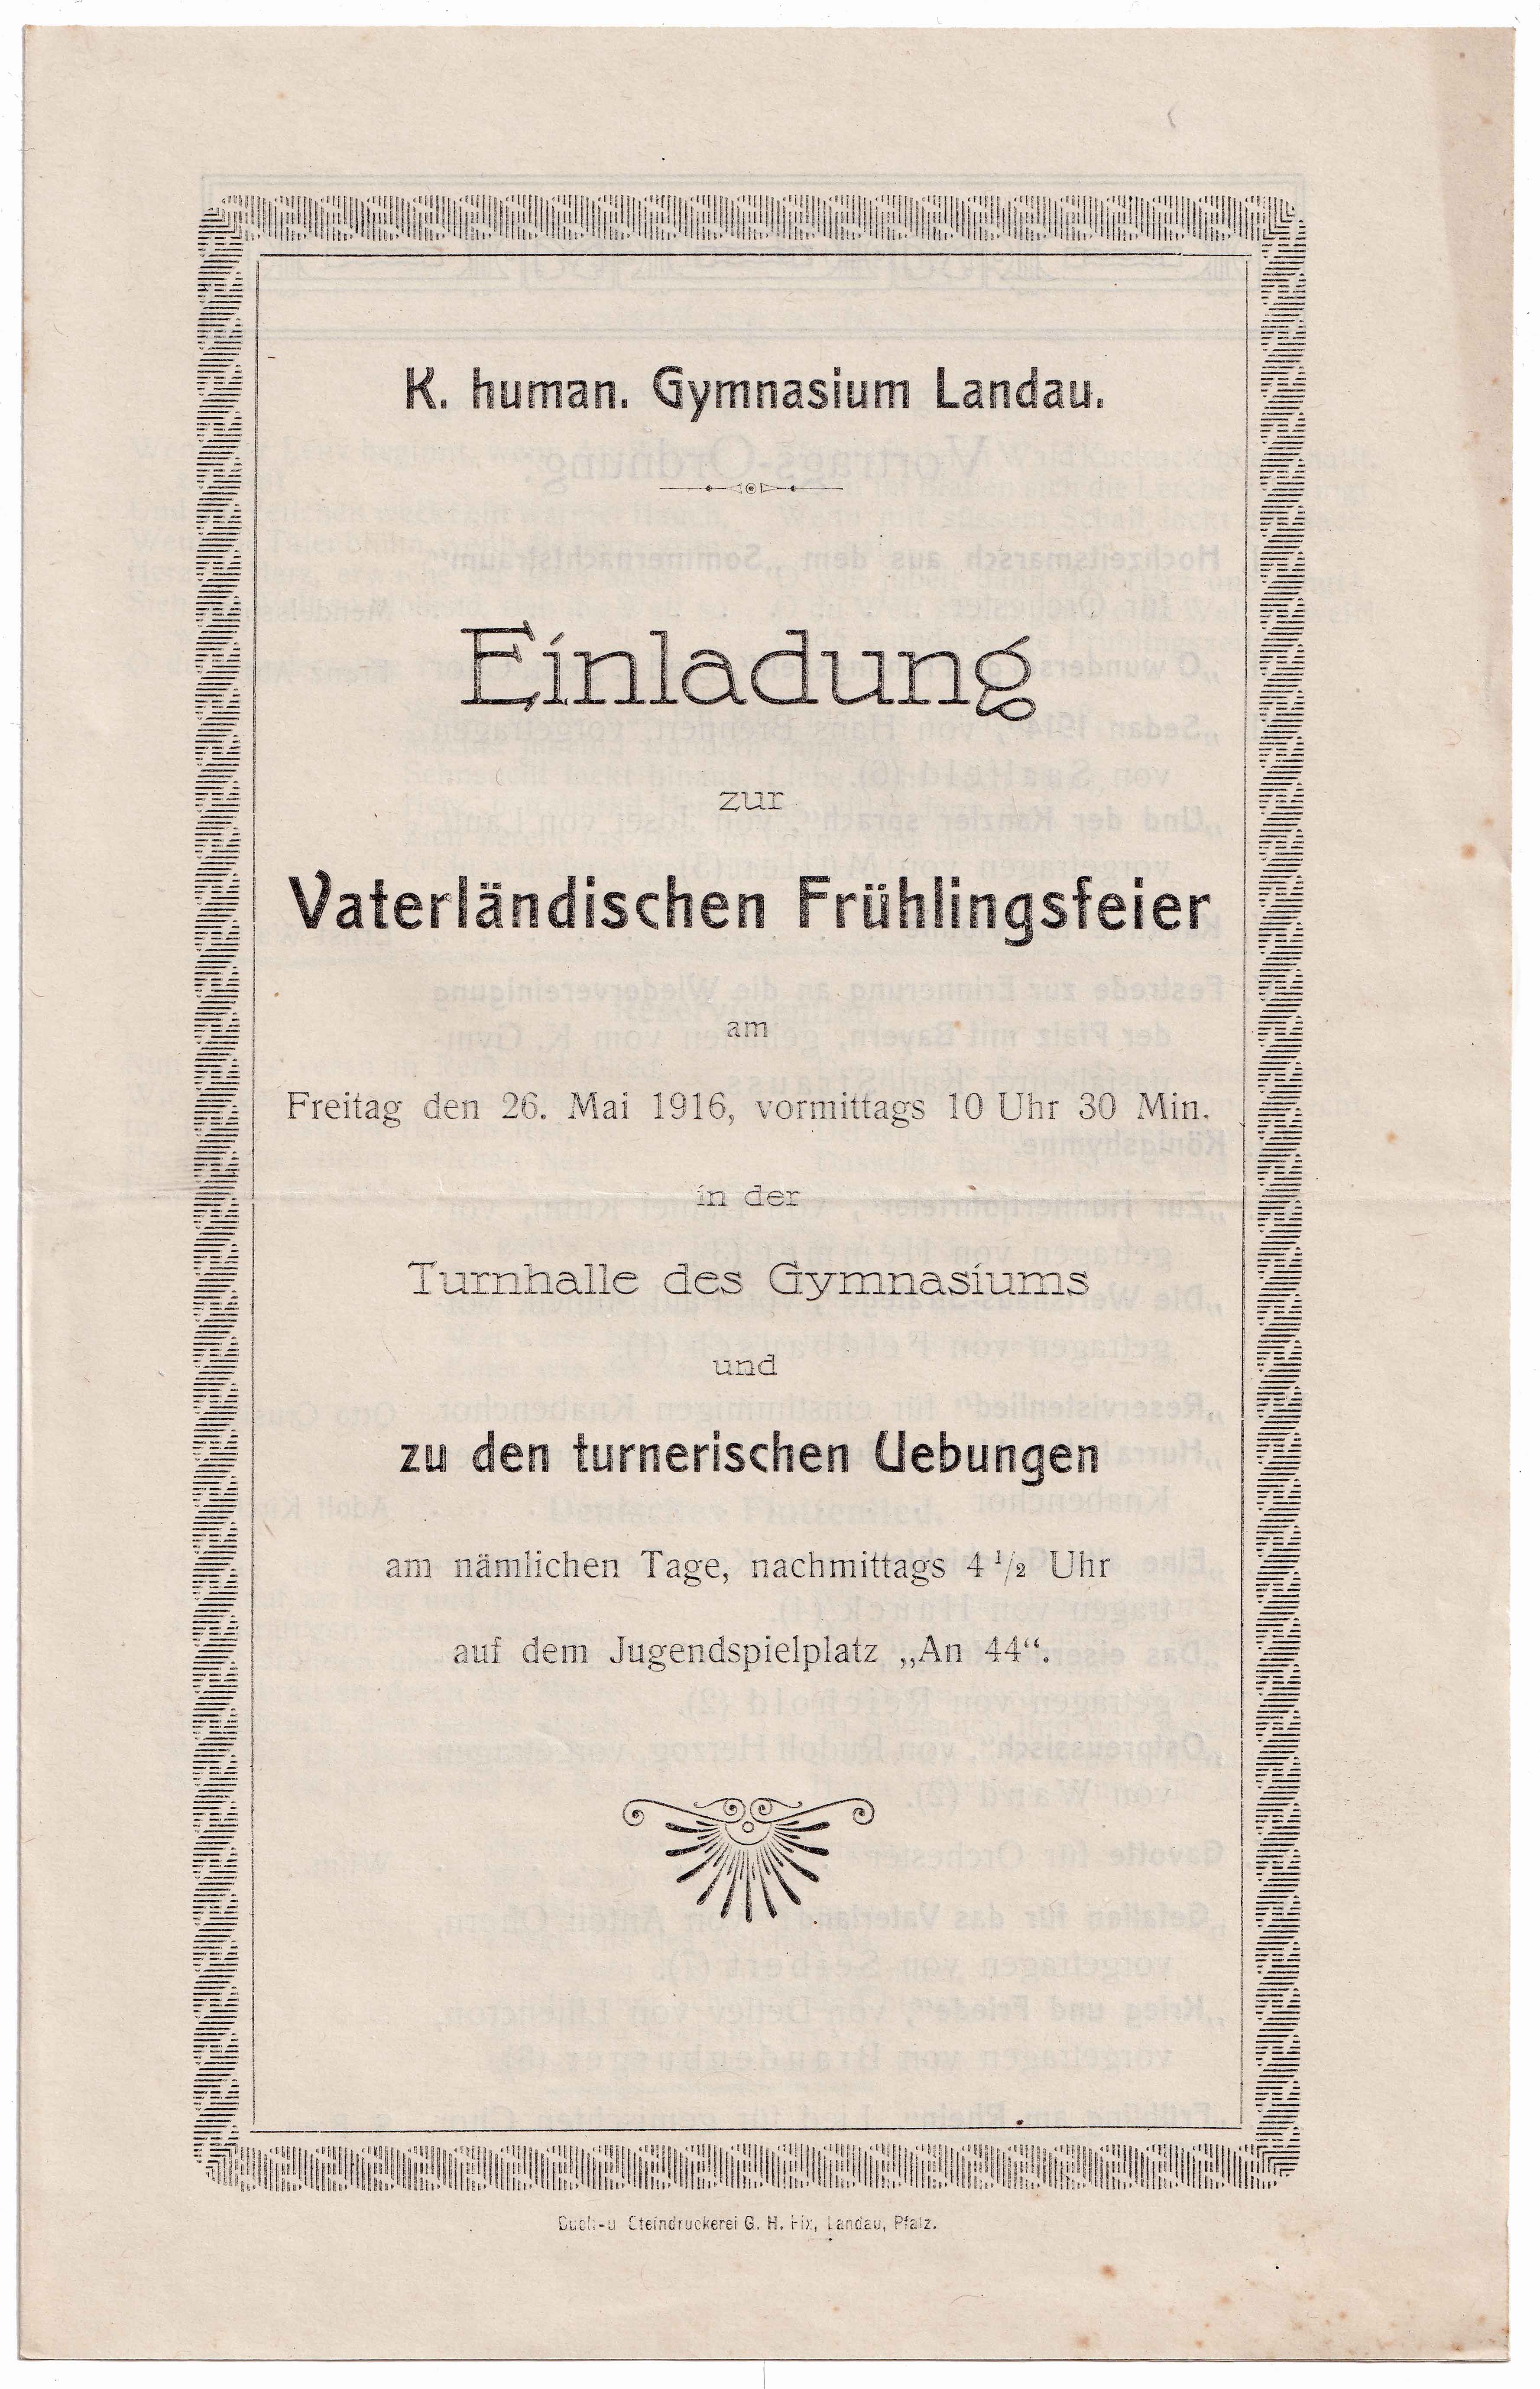 K. human. Gymnasium Landau.
Einladung
zur
Vaterländischen Frühlingsfeier
am
Freitag den 26. Mai 1916, vormittags 10 Uhr 30 Min.
in der
Turnhalle des Gymnasiums
und
zu den turnerischen Uebungen
am nämlichen Tage, nachmittags 4 1/2 Uhr
auf dem Jugendspielplatz „An 44“.
Buch- u Steindruckerei G. H. Fix, Landau, Pfalz.